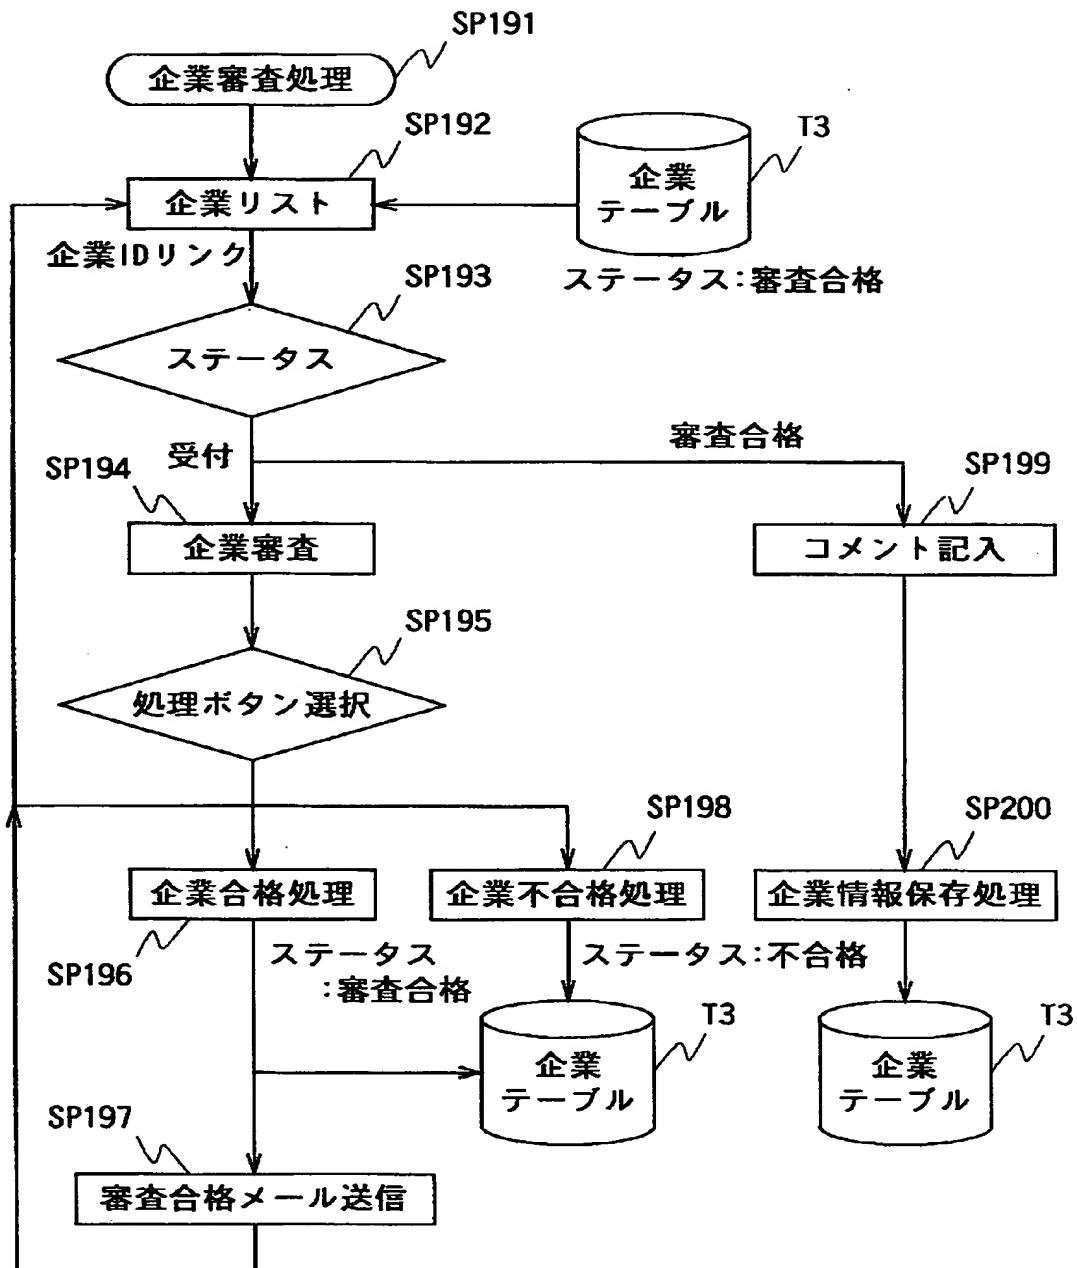 SP191
企業審査処理
SP192
T3
企業
テーブル
企業リスト
企業IDリンク
ステータス:審査合格
SP193
ステータス
受付
審査合格
SP194
SP199
企業審査
コメント記入
SP195
処理ボタン選択
SP198
SP200
企業合格処理
企業不合格処理
企業情報保存処理
SP196
ステータス
:審査合格
ステータス:不合格
T3
T3
企業
テーブル
企業
テーブル
SP197
審査合格メール送信